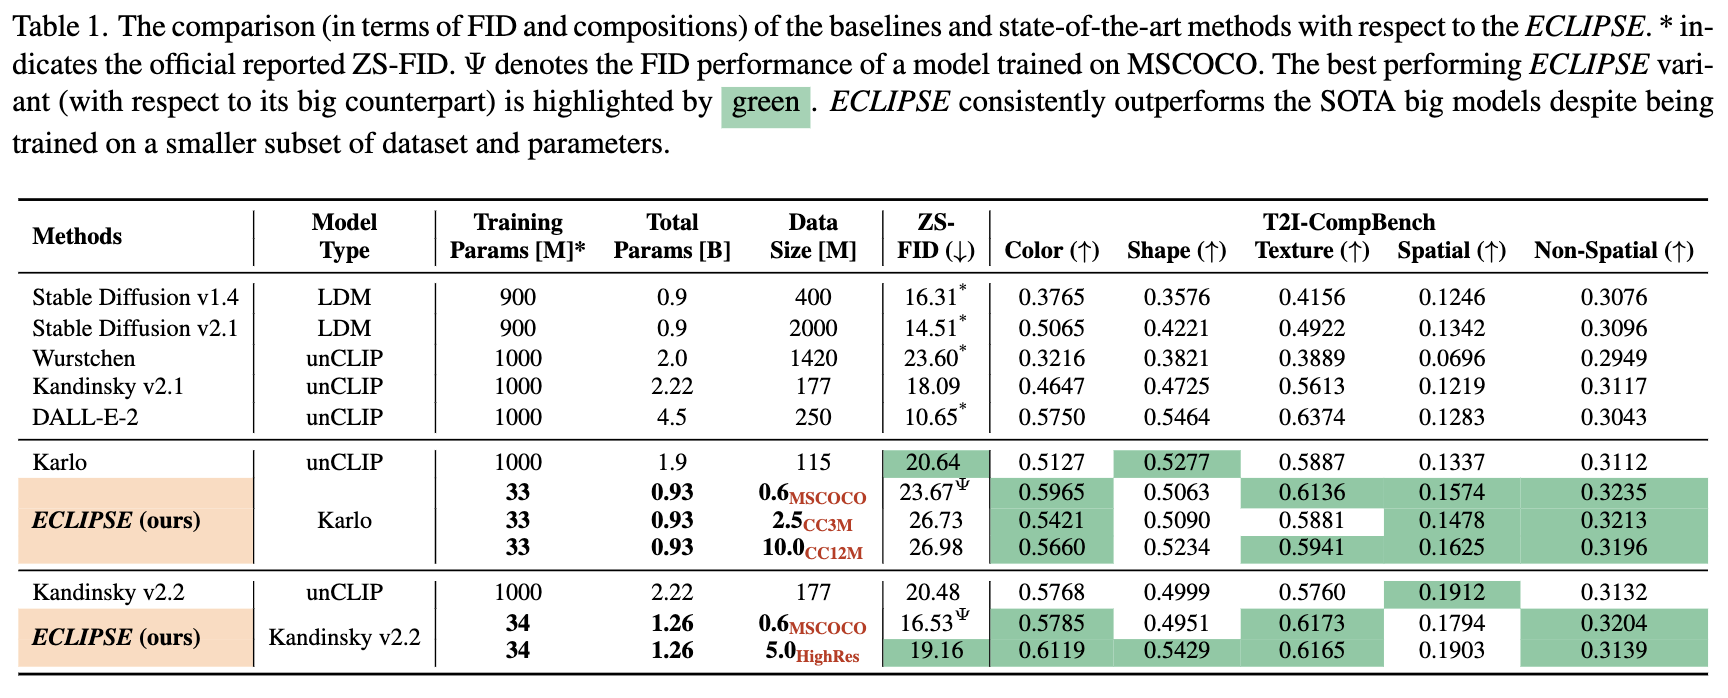 Table 1. The comparison (in terms of FID and compositions) of the baselines and state-of-the-art methods with respect to the ECLIPSE. * in-
dicates the official reported ZS-FID. Ψ denotes the FID performance of a model trained on MSCOCO. The best performing ECLIPSE vari-
ant (with respect to its big counterpart) is highlighted by green . ECLIPSE consistently outperforms the SOTA big models despite being
trained on a smaller subset of dataset and parameters.
Methods Model Type Training Params [M]* Total Params [B] Data Size [M] ZS-FID (↓) T2I-CompBench
Color (↑) Shape (↑) Texture (↑) Spatial (↑) Non-Spatial (↑)
Stable Diffusion v1.4 LDM 900 0.9 400 16.31* 0.3765 0.3576 0.4156 0.1246 0.3076
Stable Diffusion v2.1 LDM 900 0.9 2000 14.51* 0.5065 0.4221 0.4922 0.1342 0.3096
Wurstchen unCLIP 1000 2.0 1420 23.60* 0.3216 0.3821 0.3889 0.0696 0.2949
Kandinsky v2.1 unCLIP 1000 2.22 177 18.09 0.4647 0.4725 0.5613 0.1219 0.3117
DALL-E-2 unCLIP 1000 4.5 250 10.65* 0.5750 0.5464 0.6374 0.1283 0.3043
Karlo unCLIP 1000 1.9 115 20.64 0.5127 0.5277 0.5887 0.1337 0.3112
33 0.93 0.6MSCOCO 23.67Ψ 0.5965 0.5063 0.6136 0.1574 0.3235
ECLIPSE (ours) Karlo 33 0.93 2.5CC3M 26.73 0.5421 0.5090 0.5881 0.1478 0.3213
33 0.93 10.0CC12M 26.98 0.5660 0.5234 0.5941 0.1625 0.3196
Kandinsky v2.2 unCLIP 1000 2.22 177 20.48 0.5768 0.4999 0.5760 0.1912 0.3132
ECLIPSE (ours) Kandinsky v2.2 34 1.26 0.6MSCOCO 16.53Ψ 0.5785 0.4951 0.6173 0.1794 0.3204
34 1.26 5.0HighRes 19.16 0.6119 0.5429 0.6165 0.1903 0.3139